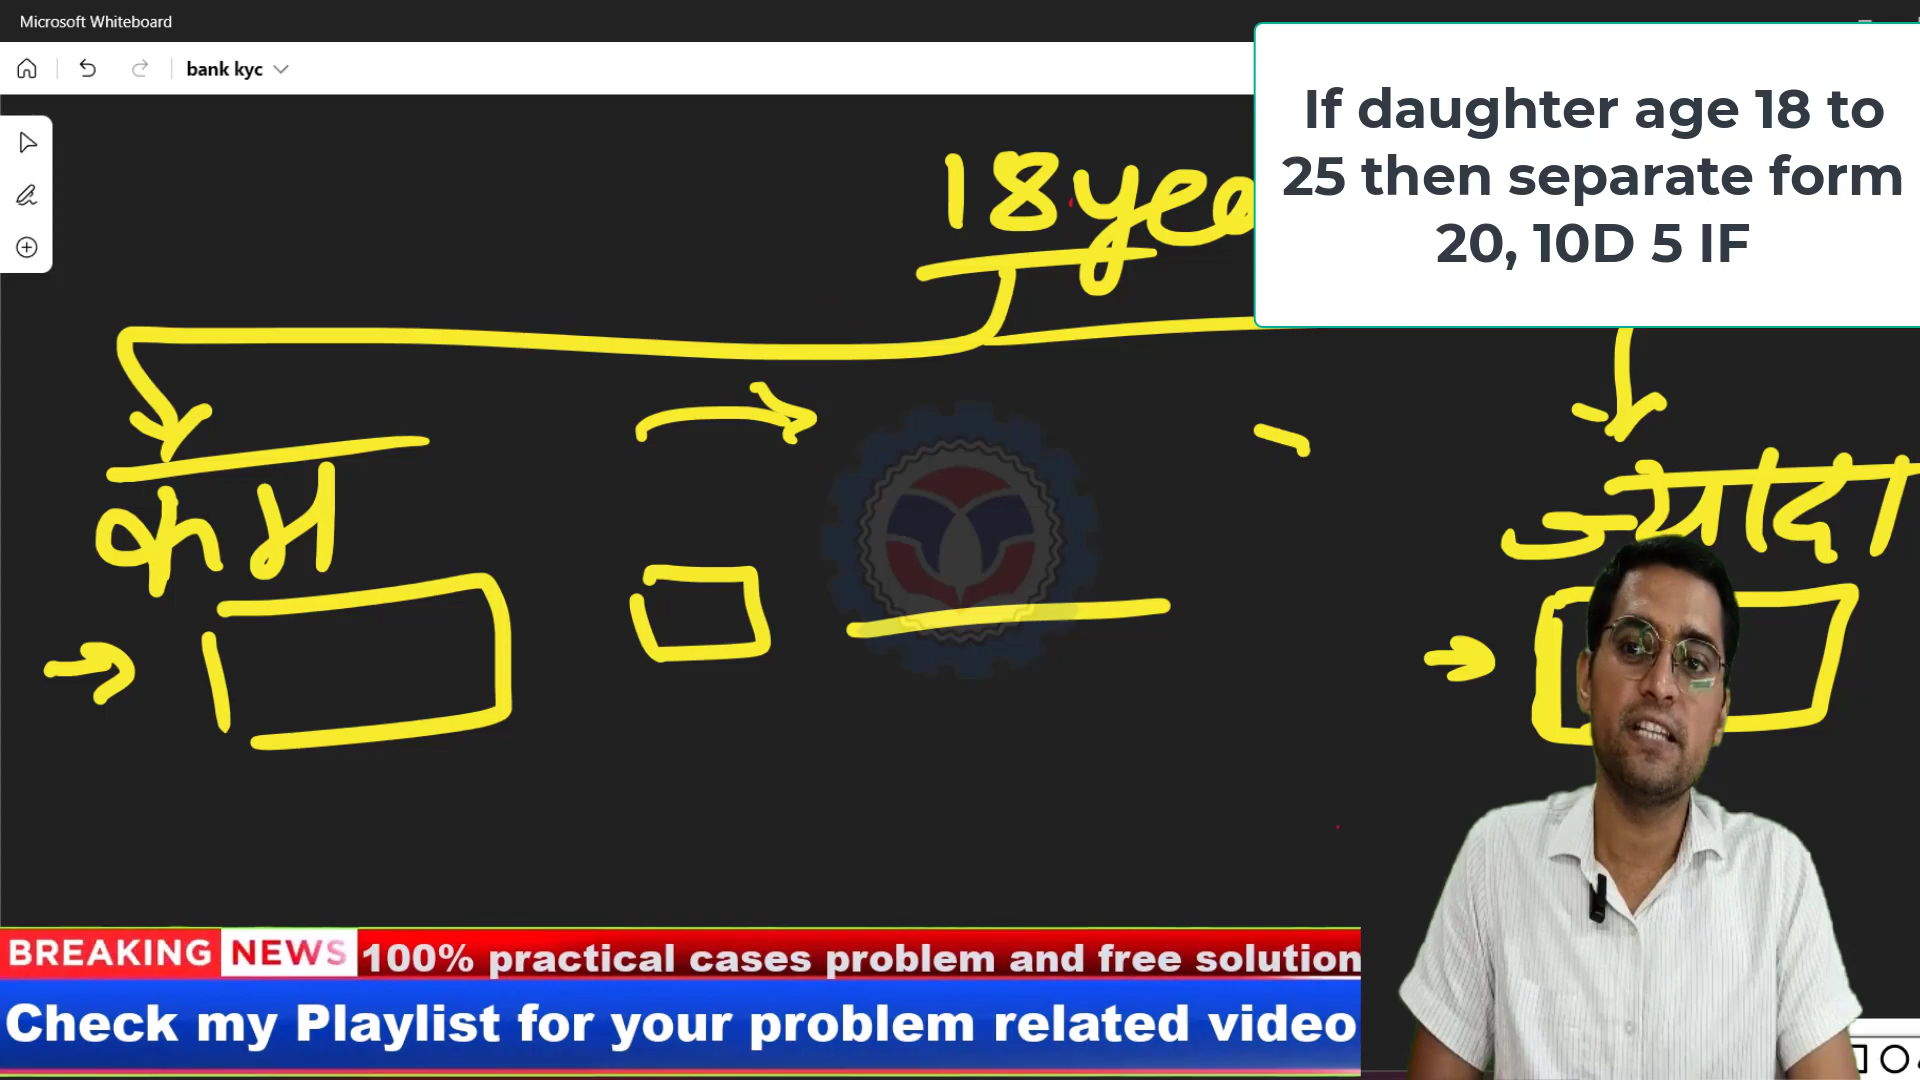 Microsoft Whiteboard
bank kyc
If daughter age 18 to
25 then separate form
20, 10D 5 IF
18 yea
कम
ज्यादा
BREAKING NEWS 100% practical cases problem and free solution
Check my Playlist for your problem related video